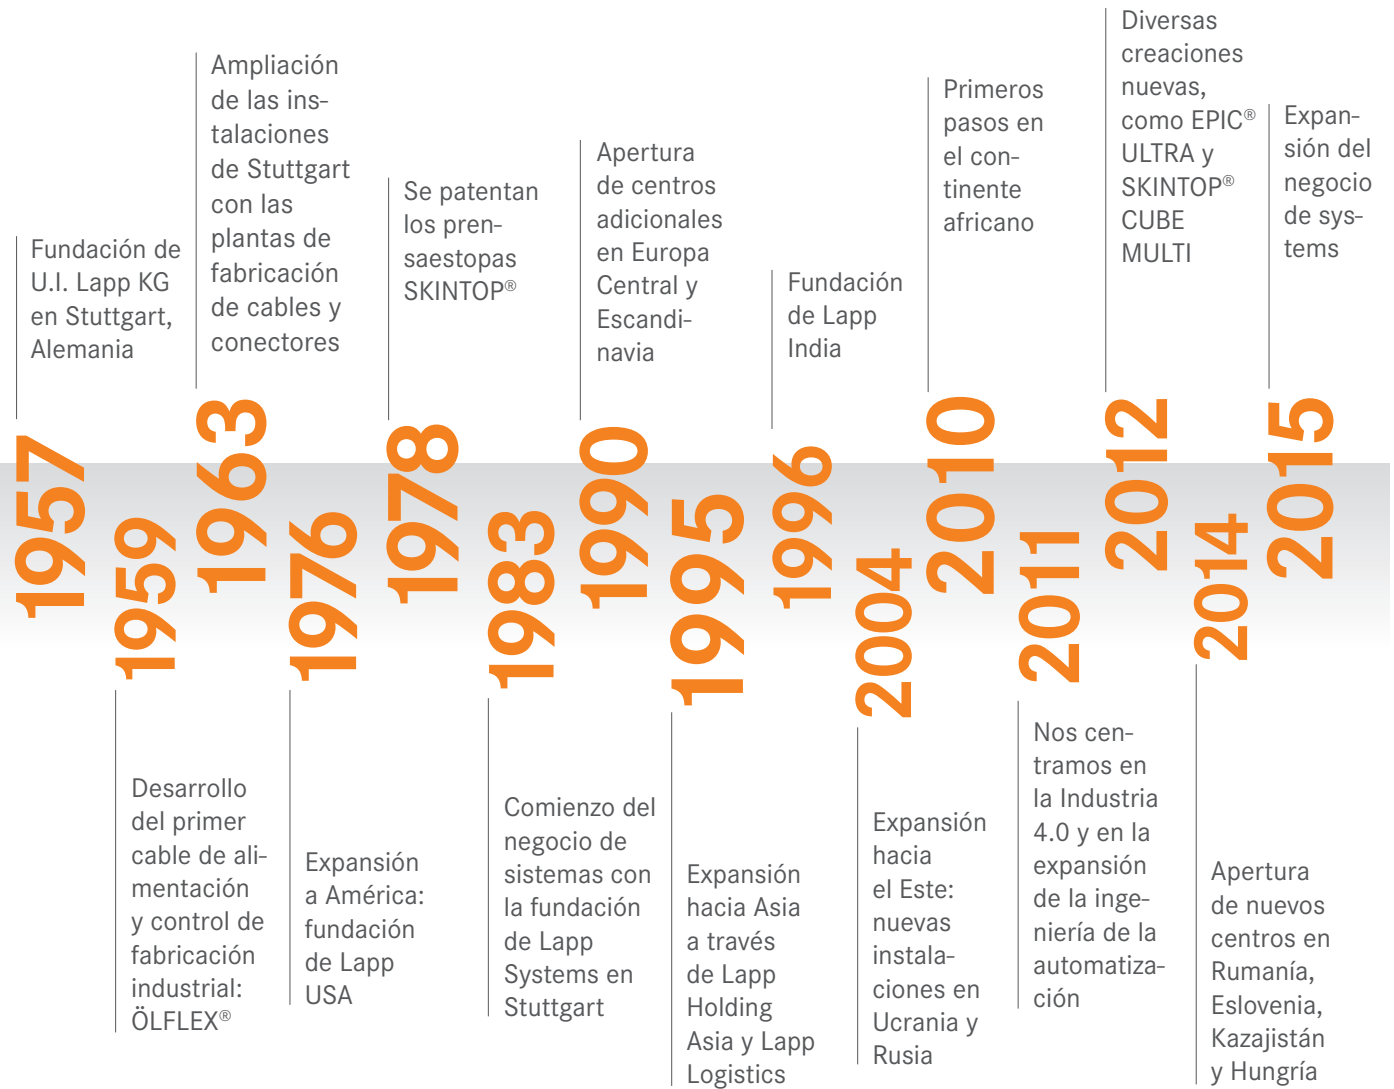 Fundación de
U.I. Lapp KG
en Stuttgart,
Alemania
1957
1959
Desarrollo
del primer
cable de ali-
mentación
y control de
fabricación
industrial:
ÖLFLEX®
Ampliación
de las ins-
talaciones
de Stuttgart
con las
plantas de
fabricación
de cables y
conectores
1963
1976
Expansión
a América:
fundación
de Lapp
USA
Se patentan
los pren-
saestopas
SKINTOP®
1978
1983
Comienzo del
negocio de
sistemas con
la fundación
de Lapp
Systems en
Stuttgart
Apertura
de centros
adicionales
en Europa
Central y
Escandi-
navia
1990
1995
Expansión
hacia Asia
a través
de Lapp
Holding
Asia y Lapp
Logistics
Fundación
de Lapp
India
1996
2004
Expansión
hacia
el Este:
nuevas
instala-
ciones en
Ucrania y
Rusia
Primeros
pasos en
el con-
tinente
africano
2010
2011
Nos cen-
tramos en
la Industria
4.0 y en la
expansión
de la inge-
niería de la
automatiza-
ción
Diversas
creaciones
nuevas,
como EPIC®
ULTRA y
SKINTOP®
CUBE
MULTI
2012
2014
Apertura
de nuevos
centros en
Rumanía,
Eslovenia,
Kazajistán
y Hungría
Expan-
sión del
negocio
de sys-
tems
2015